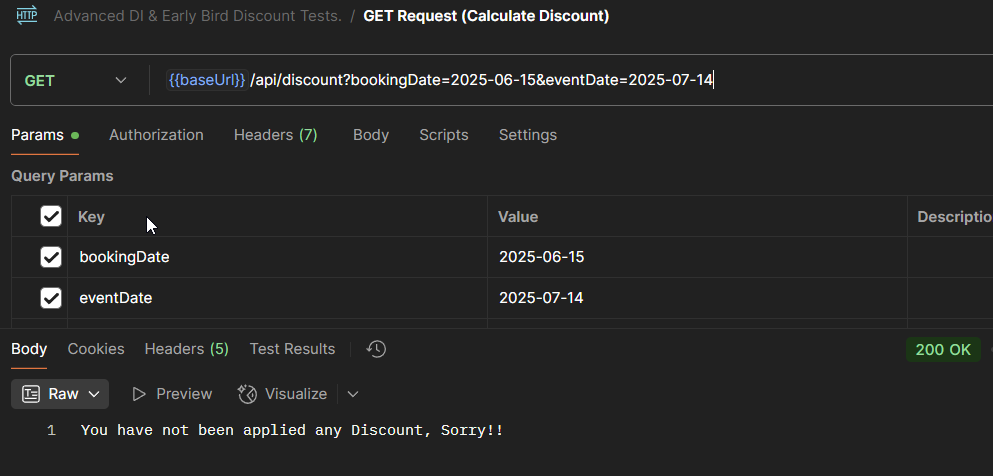 HTTP Advanced DI & Early Bird Discount Tests. / GET Request (Calculate Discount)
GET {{baseUrl}} /api/discount?bookingDate=2025-06-15&eventDate=2025-07-14
Params Authorization Headers (7) Body Scripts Settings
Query Params
Key Value Descriptio
bookingDate 2025-06-15
eventDate 2025-07-14
Body Cookies Headers (5) Test Results 200 OK
Raw Preview Visualize
1 You have not been applied any Discount, Sorry!!